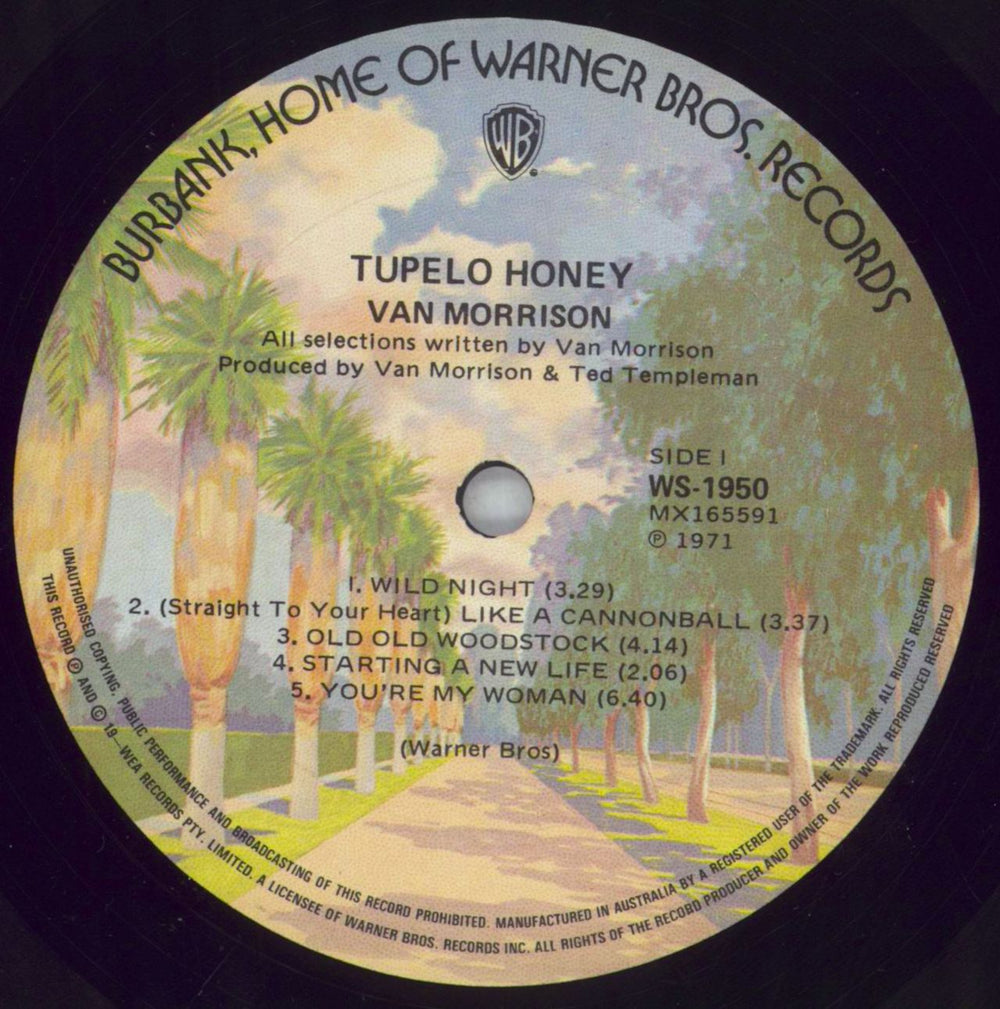 BURBANK, HOME OF WARNER BROS. RECORDS
WB
TUPELO HONEY
VAN MORRISON
All selections written by Van Morrison
Produced by Van Morrison & Ted Templeman
SIDE I
WS-1950
MX165591
℗ 1971
1. WILD NIGHT (3.29)
2. (Straight To Your Heart) LIKE A CANNONBALL (3.37)
3. OLD OLD WOODSTOCK (4.14)
4. STARTING A NEW LIFE (2.06)
5. YOU'RE MY WOMAN (6.40)
(Warner Bros)
UNAUTHORISED COPYING, PUBLIC PERFORMANCE AND BROADCASTING OF THIS RECORD PROHIBITED. MANUFACTURED IN AUSTRALIA BY A REGISTERED USER OF THE TRADEMARK. ALL RIGHTS RESERVED
THIS RECORD ℗ AND © 19— WEA RECORDS PTY. LIMITED. A LICENSEE OF WARNER BROS. RECORDS INC. ALL RIGHTS OF THE RECORD PRODUCER AND OWNER OF THE WORK REPRODUCED RESERVED